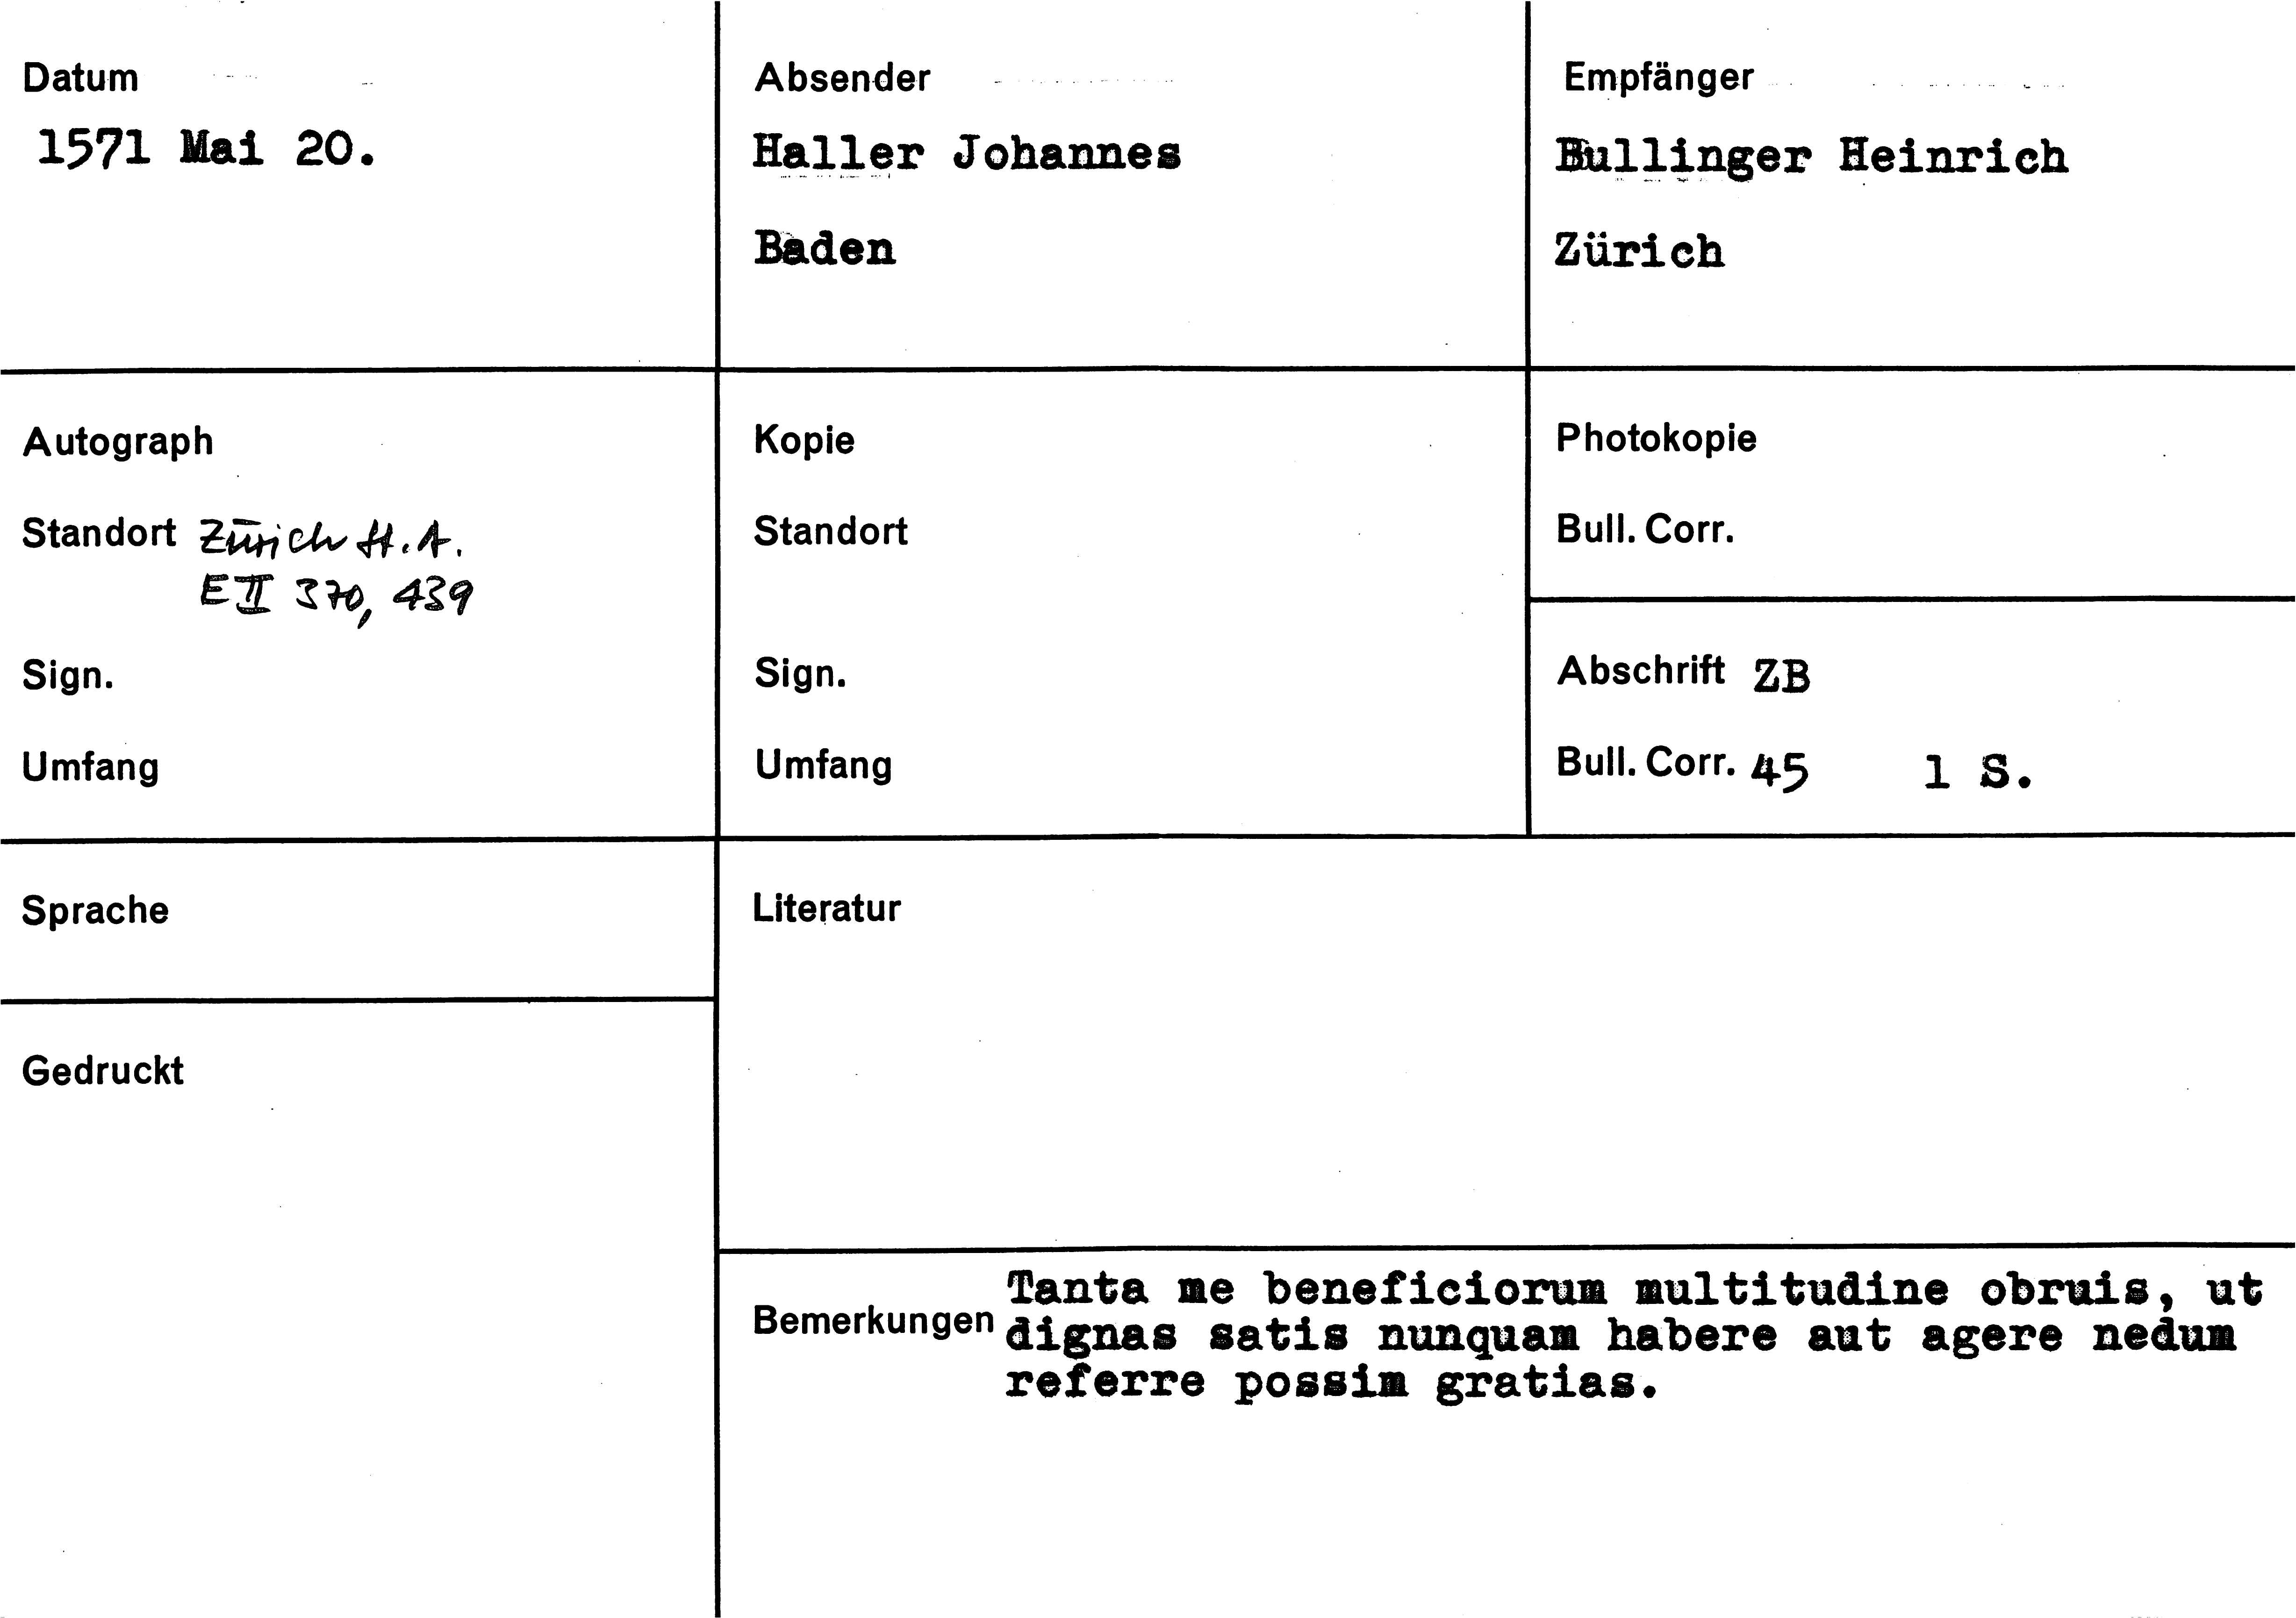 Datum
1571 Mai 20.
Absender
Haller Johannes
Baden
Empfänger
Bullinger Heinrich
Zürich
Autograph
Standort Zürich St. A.
E II 370, 439
Sign.
Umfang
Kopie
Standort
Sign.
Umfang
Photokopie
Bull. Corr.
Abschrift ZB
Bull. Corr. 45 1 S.
Sprache
Gedruckt
Literatur
Bemerkungen
Tanta me beneficiorum multitudine obruis, ut
dignas satis nunquam habere aut agere nedum
referre possim gratias.